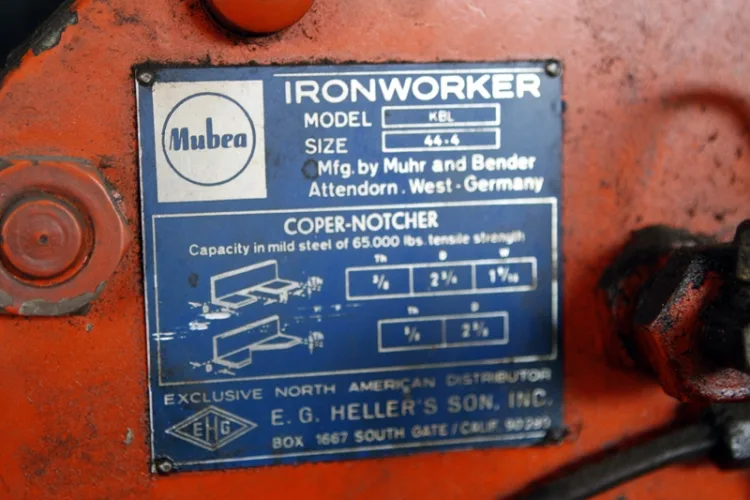 Mubea
IRONWORKER
MODEL KBL
SIZE 44-4
Mfg. by Muhr and Bender
Attendorn. West-Germany
COPER-NOTCHER
Capacity in mild steel of 65.000 lbs. tensile strength
Th D W
Th D
EXCLUSIVE NORTH AMERICAN DISTRIBUTOR
EHG
E. G. HELLER'S SON, INC.
BOX 1667 SOUTH GATE / CALIF.